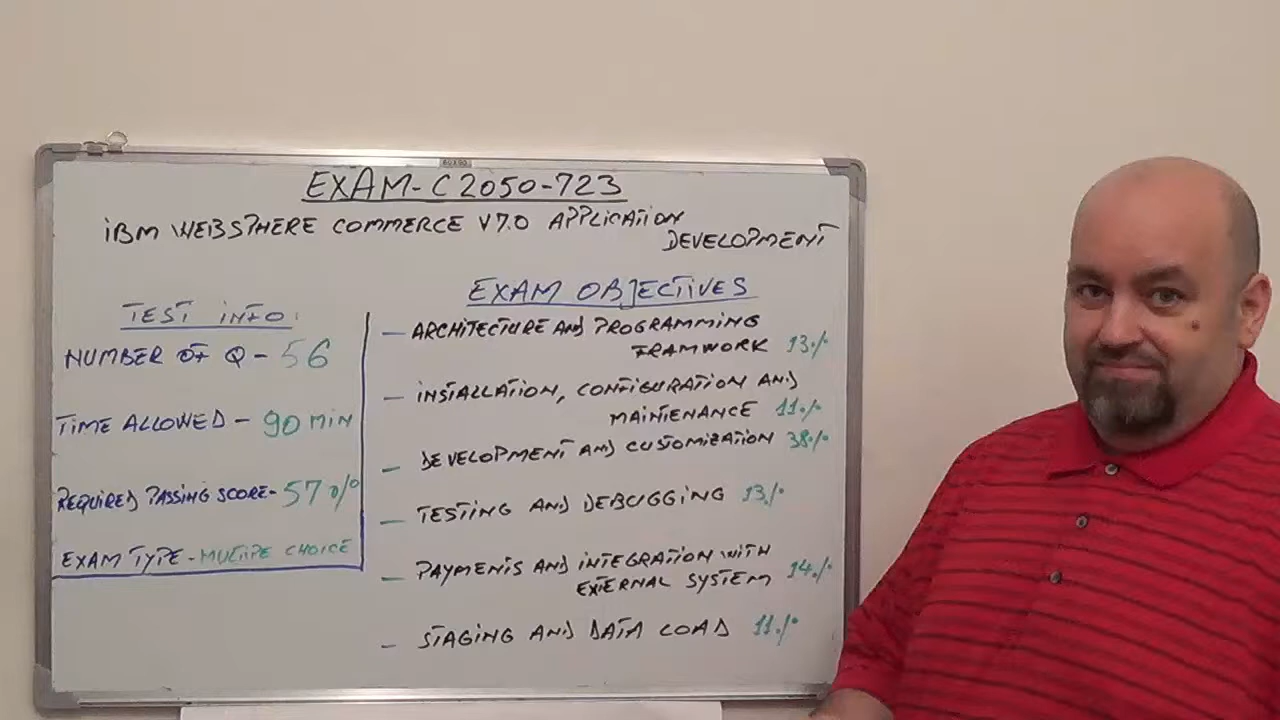 EXAM-C2050-723
IBM WEBSPHERE COMMERCE V7.0 APPLICATION
DEVELOPMENT
TEST INFO:
NUMBER OF Q - 56
TIME ALLOWED - 90 MIN
REQUIRED PASSING SCORE - 57%
EXAM TYPE - MULTIPE CHOICE
EXAM OBJECTIVES
- ARCHITECTURE AND PROGRAMMING
FRAMWORK 13%
- INSTALLATION, CONFIGURATION AND
MAINTENANCE 11%
- DEVELOPMENT AND CUSTOMIZATION 38%
- TESTING AND DEBUGGING 13%
- PAYMENTS AND INTEGRATION WITH
EXTERNAL SYSTEM 14%
- STAGING AND DATA LOAD 11%